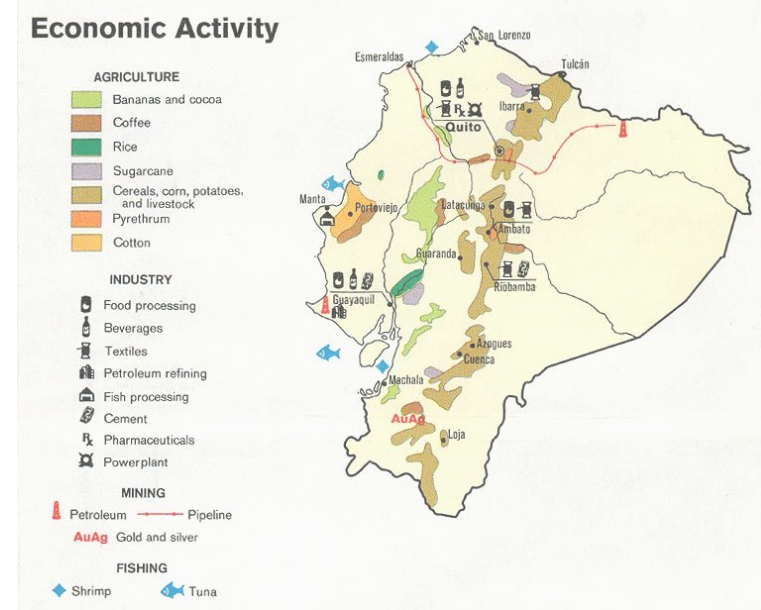 Economic Activity
AGRICULTURE
Bananas and cocoa
Coffee
Rice
Sugarcane
Cereals, corn, potatoes,
and livestock
Pyrethrum
Cotton
INDUSTRY
Food processing
Beverages
Textiles
Petroleum refining
Fish processing
Cement
Rx Pharmaceuticals
Powerplant
MINING
Petroleum
Pipeline
AuAg Gold and silver
FISHING
Shrimp
Tuna
San Lorenzo
Esmeraldas
Tulcán
Ibarra
Rx
Quito
Manta
Portoviejo
Latacunga
Ambato
Guaranda
Riobamba
Guayaquil
Azogues
Cuenca
Machala
AuAg
Loja